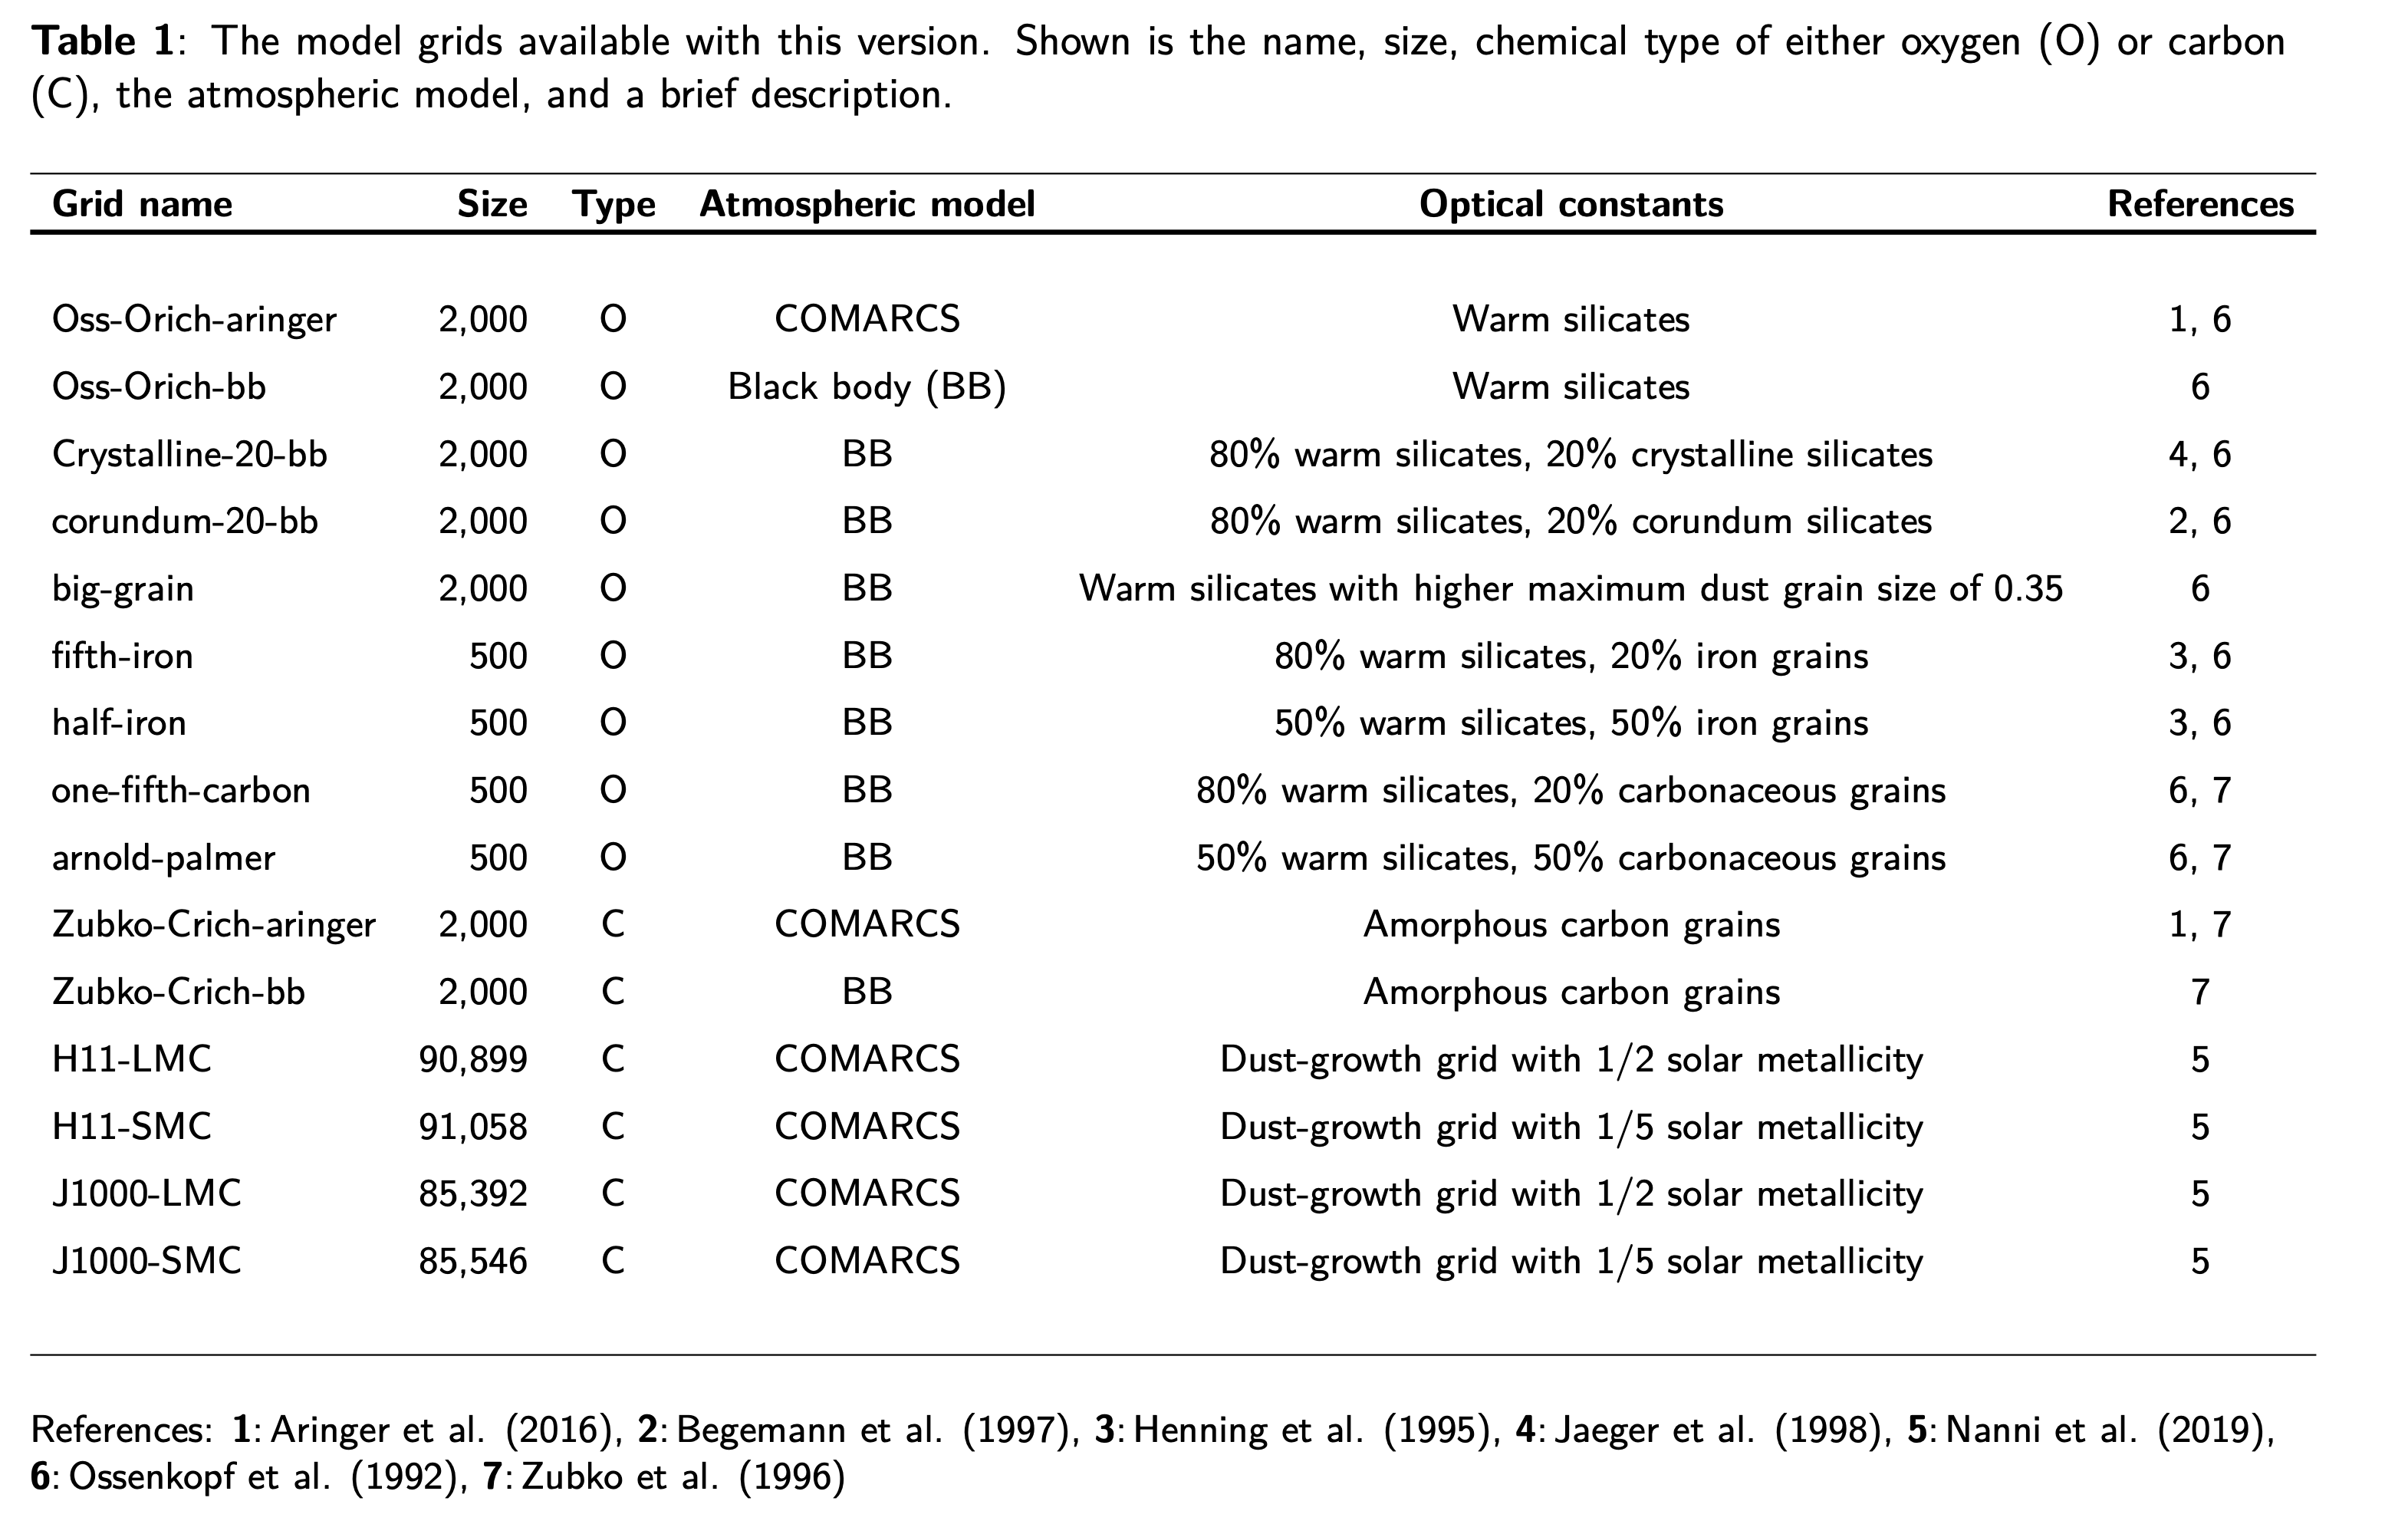 Table 1: The model grids available with this version. Shown is the name, size, chemical type of either oxygen (O) or carbon
(C), the atmospheric model, and a brief description.
Grid name Size Type Atmospheric model Optical constants References
Oss-Orich-aringer 2,000 O COMARCS Warm silicates 1, 6
Oss-Orich-bb 2,000 O Black body (BB) Warm silicates 6
Crystalline-20-bb 2,000 O BB 80% warm silicates, 20% crystalline silicates 4, 6
corundum-20-bb 2,000 O BB 80% warm silicates, 20% corundum silicates 2, 6
big-grain 2,000 O BB Warm silicates with higher maximum dust grain size of 0.35 6
fifth-iron 500 O BB 80% warm silicates, 20% iron grains 3, 6
half-iron 500 O BB 50% warm silicates, 50% iron grains 3, 6
one-fifth-carbon 500 O BB 80% warm silicates, 20% carbonaceous grains 6, 7
arnold-palmer 500 O BB 50% warm silicates, 50% carbonaceous grains 6, 7
Zubko-Crich-aringer 2,000 C COMARCS Amorphous carbon grains 1, 7
Zubko-Crich-bb 2,000 C BB Amorphous carbon grains 7
H11-LMC 90,899 C COMARCS Dust-growth grid with 1/2 solar metallicity 5
H11-SMC 91,058 C COMARCS Dust-growth grid with 1/5 solar metallicity 5
J1000-LMC 85,392 C COMARCS Dust-growth grid with 1/2 solar metallicity 5
J1000-SMC 85,546 C COMARCS Dust-growth grid with 1/5 solar metallicity 5
References: 1: Aringer et al. (2016), 2: Begemann et al. (1997), 3: Henning et al. (1995), 4: Jaeger et al. (1998), 5: Nanni et al. (2019),
6: Ossenkopf et al. (1992), 7: Zubko et al. (1996)